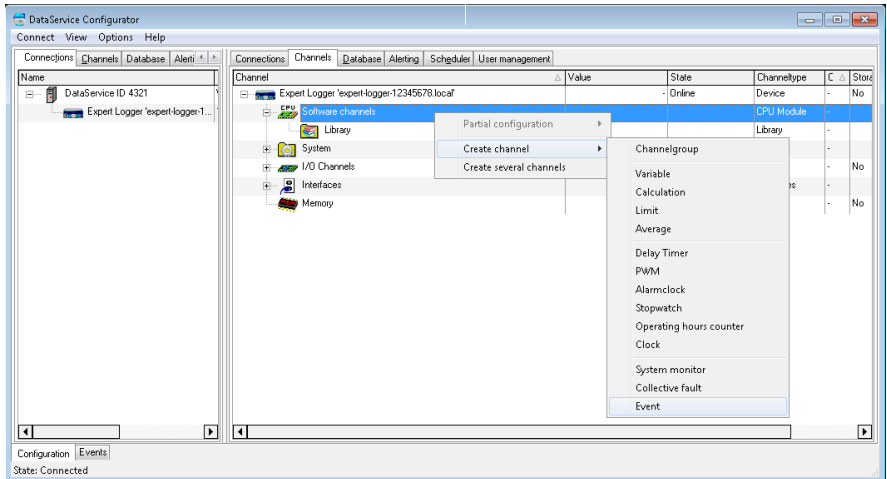 DataService Configurator
Connect View Options Help
Connections Channels Database Alerti
Name
DataService ID 4321
Expert Logger 'expert-logger-1...
Connections Channels Database Alerting Scheduler User management
Channel Value State Channeltype C Stora
Expert Logger 'expert-logger-12345678.local' - Online Device - No
CPU Software channels CPU Module -
Library Library -
System -
I/O Channels - No
Interfaces es -
Memory - No
Partial configuration
Create channel
Create several channels
Channelgroup
Variable
Calculation
Limit
Average
Delay Timer
PWM
Alarmclock
Stopwatch
Operating hours counter
Clock
System monitor
Collective fault
Event
Configuration Events
State: Connected